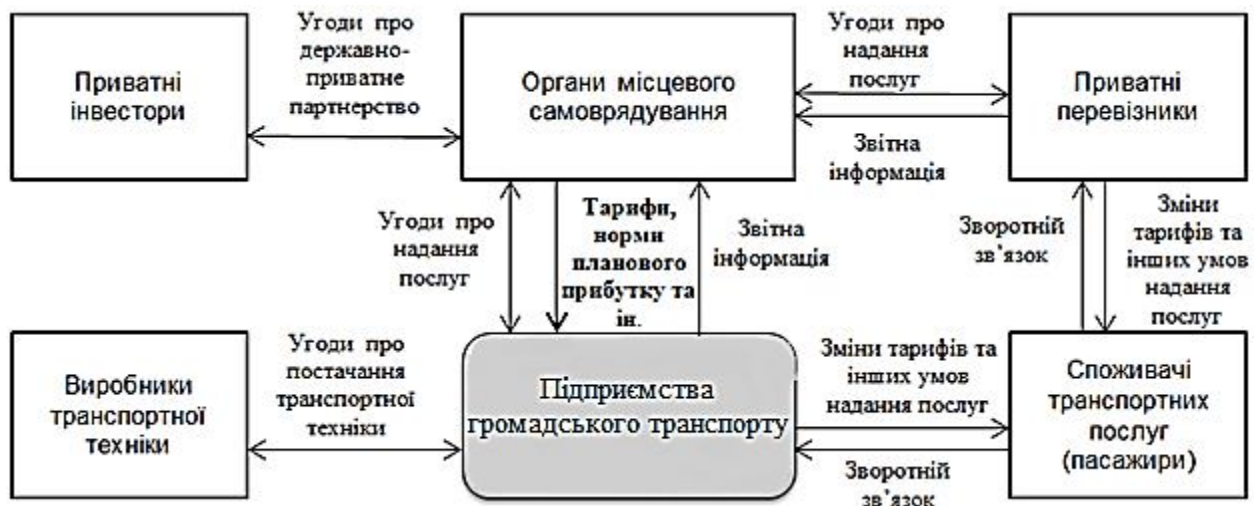 Приватні
інвестори
Угоди про
державно-
приватне
партнерство
Органи місцевого
самоврядування
Угоди про
надання
послуг
Звітна
інформація
Приватні
перевізники
Угоди про
надання
послуг
Тарифи,
норми
планового
прибутку та
ін.
Звітна
інформація
Зворотній
зв’язок
Зміни
тарифів та
інших умов
надання
послуг
Виробники
транспортної
техніки
Угоди про
постачання
транспортної
техніки
Підприємства
громадського транспорту
Зміни тарифів та
інших умов
надання послуг
Зворотній
зв’язок
Споживачі
транспортних
послуг
(пасажири)